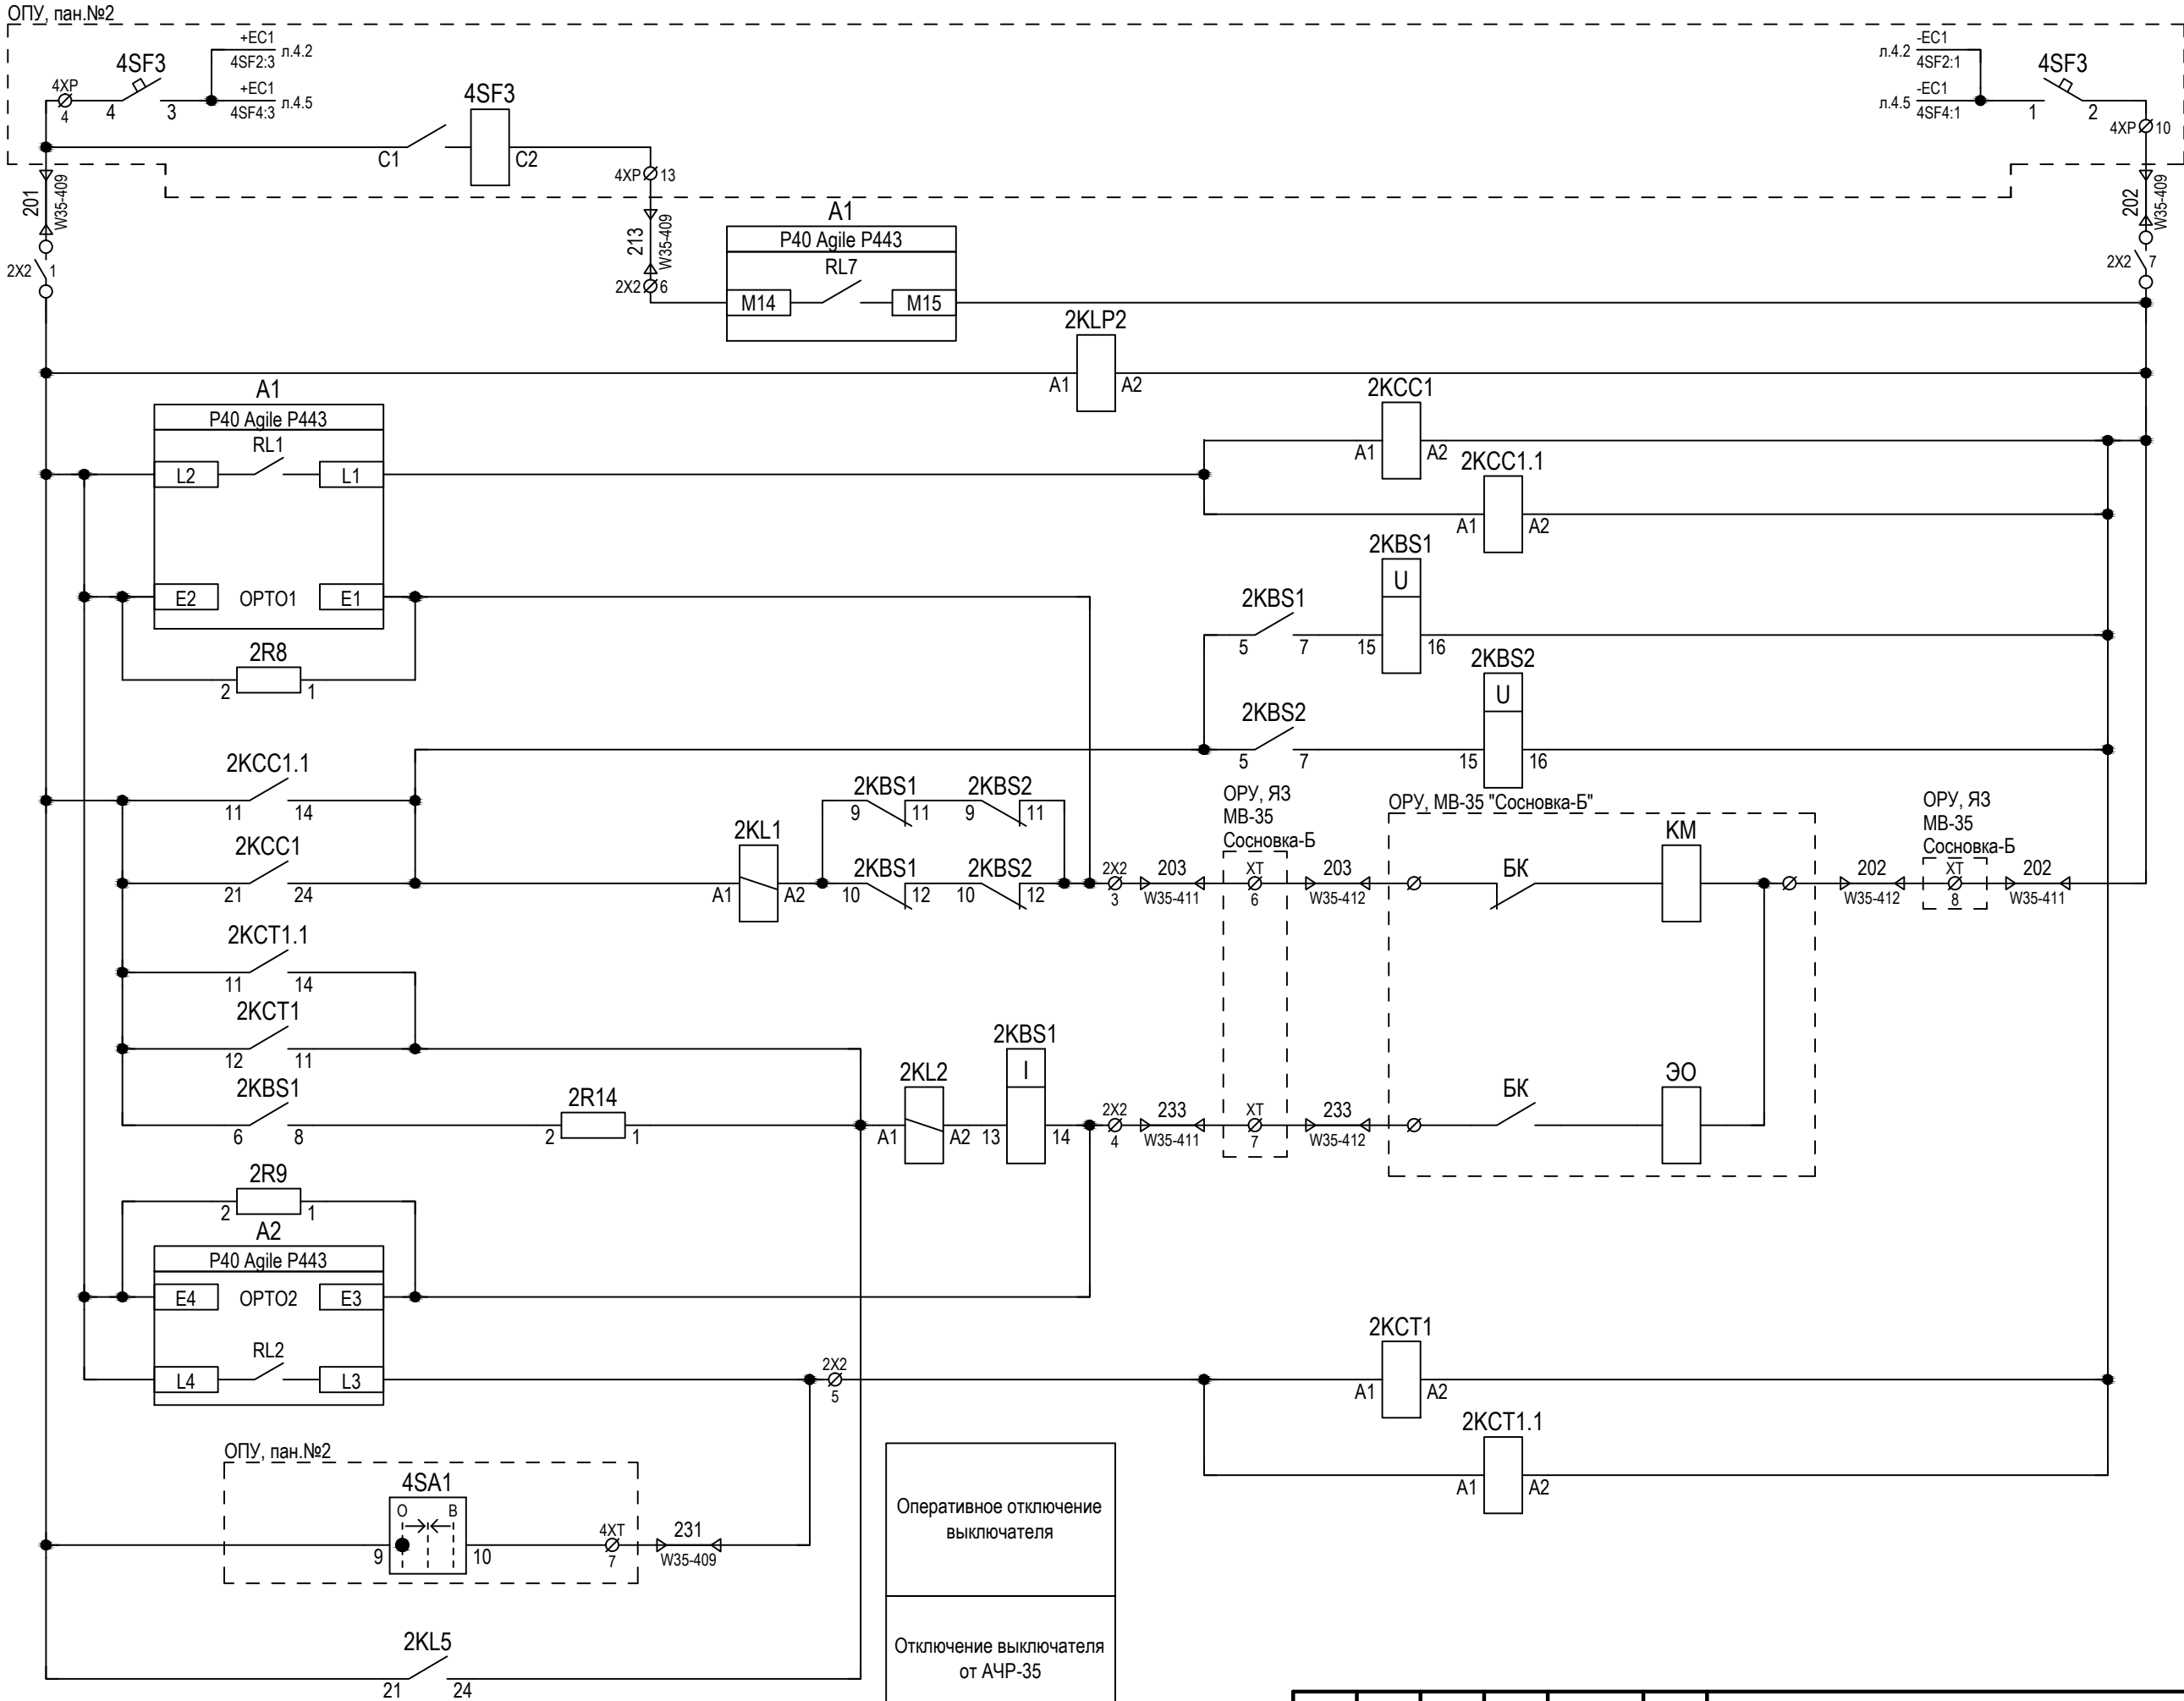 ОПУ, пан.№2
4SF3
+EC1
4SF2:3
л.4.2
+EC1
4SF4:3
л.4.5
4XP
4
4
3
4SF3
C1
C2
4XP
13
л.4.2
-EC1
4SF2:1
л.4.5
-EC1
4SF4:1
4SF3
1
2
4XP
10
201
W35-409
2X2
1
213
W35-409
2X2
6
202
W35-409
2X2
7
A1
P40 Agile P443
RL7
M14
M15
2KLP2
A1
A2
A1
P40 Agile P443
RL1
L2
L1
E2
OPTO1
E1
2R8
2
1
2KCC1
A1
A2
2KCC1.1
A1
A2
2KBS1
U
2KBS1
5
7
15
16
2KBS2
U
2KBS2
5
7
15
16
2KCC1.1
11
14
2KCC1
21
24
2KL1
A1
A2
2KBS1
9
11
2KBS2
9
11
2KBS1
10
12
2KBS2
10
12
2X2
3
203
W35-411
ОРУ, ЯЗ
МВ-35
Сосновка-Б
XT
6
203
W35-412
ОРУ, МВ-35 "Сосновка-Б"
БК
КМ
202
W35-412
ОРУ, ЯЗ
МВ-35
Сосновка-Б
XT
8
202
W35-411
2KCT1.1
11
14
2KCT1
12
11
2KBS1
6
8
2R14
2
1
2KL2
A1
A2
2KBS1
I
13
14
2X2
4
233
W35-411
XT
7
233
W35-412
БК
ЭО
2R9
2
1
A2
P40 Agile P443
E4
OPTO2
E3
RL2
L4
L3
2X2
5
2KCT1
A1
A2
2KCT1.1
A1
A2
ОПУ, пан.№2
4SA1
О
В
9
10
4XT
7
231
W35-409
2KL5
21
24
Оперативное отключение
выключателя
Отключение выключателя
от АЧР-35